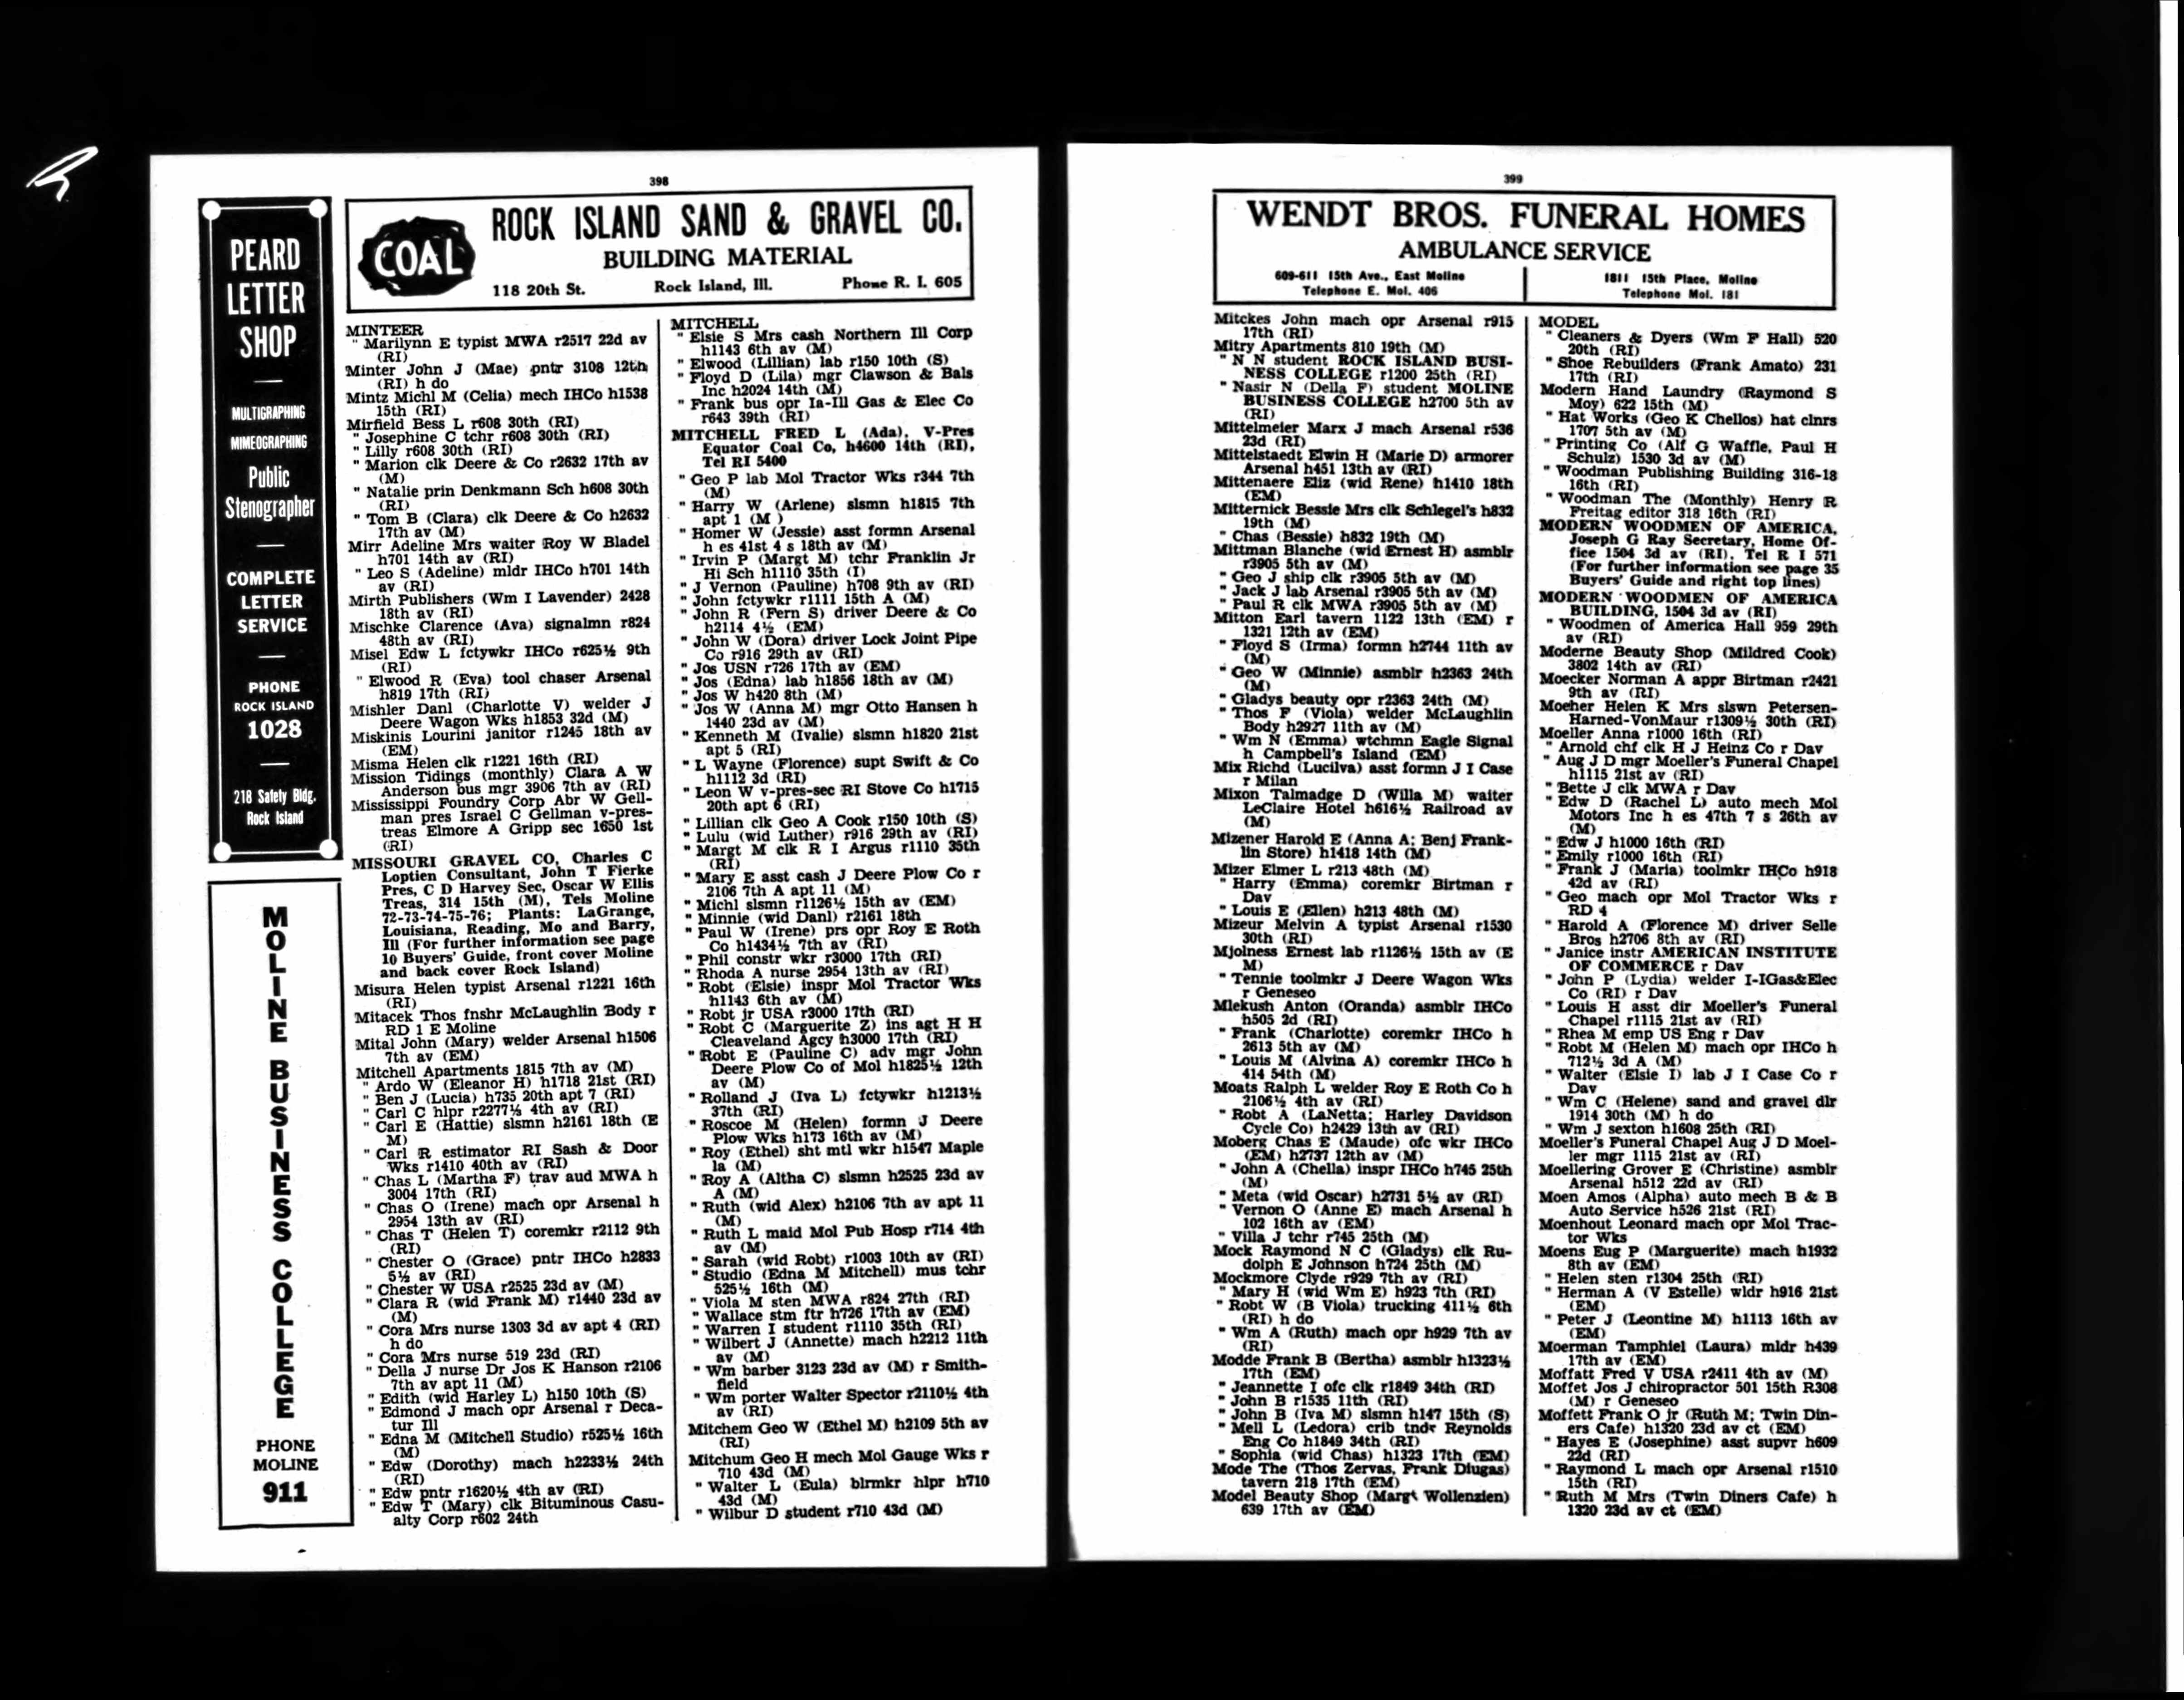 398
PEARD
LETTER
SHOP
MULTIGRAPHING
MIMEOGRAPHING
Public
Stenographer
COMPLETE
LETTER
SERVICE
PHONE
ROCK ISLAND
1028
218 Safety Bldg.
Rock Island
MOLINE BUSINESS COLLEGE
PHONE
MOLINE
911
COAL
ROCK ISLAND SAND & GRAVEL CO.
BUILDING MATERIAL
118 20th St. Rock Island, Ill. Phone R. I. 605
MINTEER
" Marilynn E typist MWA r2517 22d av
(RI)
Minter John J (Mae) pntr 3108 12th
(RI) h do
Mintz Michl M (Celia) mech IHCo h1538
15th (RI)
Mirfield Bess L r608 30th (RI)
" Josephine C tchr r608 30th (RI)
" Lilly r608 30th (RI)
" Marion clk Deere & Co r2632 17th av
(M)
" Natalie prin Denkmann Sch h608 30th
(RI)
" Tom B (Clara) clk Deere & Co h2632
17th av (M)
Mirr Adeline Mrs waiter Roy W Bladel
h701 14th av (RI)
" Leo S (Adeline) mldr IHCo h701 14th
av (RI)
Mirth Publishers (Wm I Lavender) 2428
18th av (RI)
Mischke Clarence (Ava) signalmn r824
48th av (RI)
Misel Edw L fctywkr IHCo r625½ 9th
(RI)
" Elwood R (Eva) tool chaser Arsenal
h819 17th (RI)
Mishler Danl (Charlotte V) welder J
Deere Wagon Wks h1853 32d (M)
Miskinis Lourini janitor r1245 18th av
(EM)
Misma Helen clk r1221 16th (RI)
Mission Tidings (monthly) Clara A W
Anderson bus mgr 3906 7th av (RI)
Mississippi Foundry Corp Abr W Gell-
man pres Israel C Gellman v-pres-
treas Elmore A Gripp sec 1650 1st
(RI)
MISSOURI GRAVEL CO, Charles C
Loptien Consultant, John T Fierke
Pres, C D Harvey Sec, Oscar W Ellis
Treas, 314 15th (M), Tels Moline
72-73-74-75-76; Plants: LaGrange,
Louisiana, Reading, Mo and Barry,
Ill (For further information see page
10 Buyers' Guide, front cover Moline
and back cover Rock Island)
Misura Helen typist Arsenal r1221 16th
(RI)
Mitacek Thos fnshr McLaughlin Body r
RD 1 E Moline
Mital John (Mary) welder Arsenal h1506
7th av (EM)
Mitchell Apartments 1815 7th av (M)
" Ardo W (Eleanor H) h1718 21st (RI)
" Ben J (Lucia) h735 20th apt 7 (RI)
" Carl C hlpr r2277½ 4th av (RI)
" Carl E (Hattie) slsmn h2161 18th (E
M)
" Carl R estimator RI Sash & Door
Wks r1410 40th av (RI)
" Chas L (Martha F) trav aud MWA h
3004 17th (RI)
" Chas O (Irene) mach opr Arsenal h
2954 13th av (RI)
" Chas T (Helen T) coremkr r2112 9th
(RI)
" Chester O (Grace) pntr IHCo h2833
5½ av (RI)
" Chester W USA r2525 23d av (M)
" Clara R (wid Frank M) r1440 23d av
(M)
" Cora Mrs nurse 1303 3d av apt 4 (RI)
h do
" Cora Mrs nurse 519 23d (RI)
" Della J nurse Dr Jos K Hanson r2106
7th av apt 11 (M)
" Edith (wid Harley L) h150 10th (S)
" Edmond J mach opr Arsenal r Deca-
tur Ill
" Edna M (Mitchell Studio) r525½ 16th
(M)
" Edw (Dorothy) mach h2233½ 24th
(RI)
" Edw pntr r1620½ 4th av (RI)
" Edw T (Mary) clk Bituminous Casu-
alty Corp r602 24th
MITCHELL
" Elsie S Mrs cash Northern Ill Corp
h1143 6th av (M)
" Elwood (Lillian) lab r150 10th (S)
" Floyd D (Lila) mgr Clawson & Bals
Inc h2024 14th (M)
" Frank bus opr Ia-Ill Gas & Elec Co
r643 39th (RI)
MITCHELL FRED L (Ada), V-Pres
Equator Coal Co, h4600 14th (RI),
Tel RI 5400
" Geo P lab Mol Tractor Wks r344 7th
(M)
" Harry W (Arlene) slsmn h1815 7th
apt 1 (M )
" Homer W (Jessie) asst formn Arsenal
h es 41st 4 s 18th av (M)
" Irvin P (Margt M) tchr Franklin Jr
Hi Sch h1110 35th (I)
" J Vernon (Pauline) h708 9th av (RI)
" John fctywkr r1111 15th A (M)
" John R (Fern S) driver Deere & Co
h2114 4½ (EM)
" John W (Dora) driver Lock Joint Pipe
Co r916 29th av (RI)
" Jos USN r726 17th av (EM)
" Jos (Edna) lab h1856 18th av (M)
" Jos W h420 8th (M)
" Jos W (Anna M) mgr Otto Hansen h
1440 23d av (M)
" Kenneth M (Ivalie) slsmn h1820 21st
apt 5 (RI)
" L Wayne (Florence) supt Swift & Co
h1112 3d (RI)
" Leon W v-pres-sec RI Stove Co h1715
20th apt 6 (RI)
" Lillian clk Geo A Cook r150 10th (S)
" Lulu (wid Luther) r916 29th av (RI)
" Margt M clk R I Argus r1110 35th
(RI)
" Mary E asst cash J Deere Plow Co r
2106 7th A apt 11 (M)
" Michl slsmn r1126½ 15th av (EM)
" Minnie (wid Danl) r2161 18th
" Paul W (Irene) prs opr Roy E Roth
Co h1434½ 7th av (RI)
" Phil constr wkr r3000 17th (RI)
" Rhoda A nurse 2954 13th av (RI)
" Robt (Elsie) inspr Mol Tractor Wks
h1143 6th av (M)
" Robt jr USA r3000 17th (RI)
" Robt C (Marguerite Z) ins agt H H
Cleaveland Agcy h3000 17th (RI)
" Robt E (Pauline C) adv mgr John
Deere Plow Co of Mol h1825½ 12th
av (M)
" Rolland J (Iva L) fctywkr h1213½
37th (RI)
" Roscoe M (Helen) formn J Deere
Plow Wks h173 16th av (M)
" Roy (Ethel) sht mtl wkr h1547 Maple
la (M)
" Roy A (Altha C) slsmn h2525 23d av
A (M)
" Ruth (wid Alex) h2106 7th av apt 11
(M)
" Ruth L maid Mol Pub Hosp r714 4th
av (M)
" Sarah (wid Robt) r1003 10th av (RI)
" Studio (Edna M Mitchell) mus tchr
525½ 16th (M)
" Viola M sten MWA r824 27th (RI)
" Wallace stm ftr h726 17th av (EM)
" Warren I student r1110 35th (RI)
" Wilbert J (Annette) mach h2212 11th
av (M)
" Wm barber 3123 23d av (M) r Smith-
field
" Wm porter Walter Spector r2110½ 4th
av (RI)
Mitchem Geo W (Ethel M) h2109 5th av
(RI)
Mitchum Geo H mech Mol Gauge Wks r
710 43d (M)
" Walter L (Eula) blrmkr hlpr h710
43d (M)
" Wilbur D student r710 43d (M)
399
WENDT BROS. FUNERAL HOMES
AMBULANCE SERVICE
609-611 15th Ave., East Moline
Telephone E. Mol. 406
1811 15th Place, Moline
Telephone Mol. 181
Mitckes John mach opr Arsenal r915
17th (RI)
Mitry Apartments 810 19th (M)
" N N student ROCK ISLAND BUSI-
NESS COLLEGE r1200 25th (RI)
" Nasir N (Della F) student MOLINE
BUSINESS COLLEGE h2700 5th av
(RI)
Mittelmeier Marx J mach Arsenal r536
23d (RI)
Mittelstaedt Elwin H (Marie D) armorer
Arsenal h451 13th av (RI)
Mittenaere Eliz (wid Rene) h1410 18th
(EM)
Mitternick Bessie Mrs clk Schlegel's h832
19th (M)
" Chas (Bessie) h832 19th (M)
Mittman Blanche (wid Ernest H) asmblr
r3905 5th av (M)
" Geo J ship clk r3905 5th av (M)
" Jack J lab Arsenal r3905 5th av (M)
" Paul R clk MWA r3905 5th av (M)
Mitton Earl tavern 1122 13th (EM) r
1321 12th av (EM)
" Floyd S (Irma) formn h2744 11th av
(M)
" Geo W (Minnie) asmblr h2363 24th
(M)
" Gladys beauty opr r2363 24th (M)
" Thos F (Viola) welder McLaughlin
Body h2927 11th av (M)
" Wm N (Emma) wtchmn Eagle Signal
h Campbell's Island (EM)
Mix Richd (Lucilva) asst formn J I Case
r Milan
Mixon Talmadge D (Willa M) waiter
LeClaire Hotel h616½ Railroad av
(M)
Mizener Harold E (Anna A; Benj Frank-
lin Store) h1418 14th (M)
Mizer Elmer L r213 48th (M)
" Harry (Emma) coremkr Birtman r
Dav
" Louis E (Ellen) h213 48th (M)
Mizeur Melvin A typist Arsenal r1530
30th (RI)
Mjolness Ernest lab r1126½ 15th av (E
M)
" Tennie toolmkr J Deere Wagon Wks
r Geneseo
Mlekush Anton (Oranda) asmblr IHCo
h505 2d (RI)
" Frank (Charlotte) coremkr IHCo h
2613 5th av (M)
" Louis M (Alvina A) coremkr IHCo h
414 54th (M)
Moats Ralph L welder Roy E Roth Co h
2106½ 4th av (RI)
" Robt A (LaNetta; Harley Davidson
Cycle Co) h2429 13th av (RI)
Moberg Chas E (Maude) ofc wkr IHCo
(EM) h2737 12th av (M)
" John A (Chella) inspr IHCo h745 25th
(M)
" Meta (wid Oscar) h2731 5½ av (RI)
" Vernon O (Anne E) mach Arsenal h
102 16th av (EM)
" Villa J tchr r745 25th (M)
Mock Raymond N C (Gladys) clk Ru-
dolph E Johnson h724 25th (M)
Mockmore Clyde r929 7th av (RI)
" Mary H (wid Wm E) h923 7th (RI)
" Robt W (B Viola) trucking 411½ 6th
(RI) h do
" Wm A (Ruth) mach opr h929 7th av
(RI)
Modde Frank B (Bertha) asmblr h1323½
17th (EM)
" Jeannette I ofc clk r1849 34th (RI)
" John B r1535 11th (RI)
" John B (Iva M) slsmn h147 15th (S)
" Mell L (Ledora) crib tndr Reynolds
Eng Co h1849 34th (RI)
" Sophia (wid Chas) h1323 17th (EM)
Mode The (Thos Zervas, Frank Dlugas)
tavern 218 17th (EM)
Model Beauty Shop (Margt Wollenzien)
639 17th av (EM)
MODEL
" Cleaners & Dyers (Wm P Hall) 520
20th (RI)
" Shoe Rebuilders (Frank Amato) 231
17th (RI)
Modern Hand Laundry (Raymond S
Moy) 622 15th (M)
" Hat Works (Geo K Chellos) hat clnrs
1707 5th av (M)
" Printing Co (Alf G Waffle, Paul H
Schulz) 1530 3d av (M)
" Woodman Publishing Building 316-18
16th (RI)
" Woodman The (Monthly) Henry R
Freitag editor 318 16th (RI)
MODERN WOODMEN OF AMERICA,
Joseph G Ray Secretary, Home Of-
fice 1504 3d av (RI), Tel R I 571
(For further information see page 35
Buyers' Guide and right top lines)
MODERN WOODMEN OF AMERICA
BUILDING, 1504 3d av (RI)
" Woodmen of America Hall 959 29th
av (RI)
Moderne Beauty Shop (Mildred Cook)
3802 14th av (RI)
Moecker Norman A appr Birtman r2421
9th av (RI)
Moeher Helen K Mrs slswn Petersen-
Harned-VonMaur r1309½ 30th (RI)
Moeller Anna r1000 16th (RI)
" Arnold chf clk H J Heinz Co r Dav
" Aug J D mgr Moeller's Funeral Chapel
h1115 21st av (RI)
" Bette J clk MWA r Dav
" Edw D (Rachel L) auto mech Mol
Motors Inc h es 47th 7 s 26th av
(M)
" Edw J h1000 16th (RI)
" Emily r1000 16th (RI)
" Frank J (Maria) toolmkr IHCo h918
42d av (RI)
" Geo mach opr Mol Tractor Wks r
RD 4
" Harold A (Florence M) driver Selle
Bros h2706 8th av (RI)
" Janice instr AMERICAN INSTITUTE
OF COMMERCE r Dav
" John P (Lydia) welder I-IGas&Elec
Co (RI) r Dav
" Louis H asst dir Moeller's Funeral
Chapel r1115 21st av (RI)
" Rhea M emp US Eng r Dav
" Robt M (Helen M) mach opr IHCo h
712½ 3d A (M)
" Walter (Elsie I) lab J I Case Co r
Dav
" Wm C (Helene) sand and gravel dlr
1914 30th (M) h do
" Wm J sexton h1608 25th (RI)
Moeller's Funeral Chapel Aug J D Moel-
ler mgr 1115 21st av (RI)
Moellering Grover E (Christine) asmblr
Arsenal h512 22d av (RI)
Moen Amos (Alpha) auto mech B & B
Auto Service h526 21st (RI)
Moenhout Leonard mach opr Mol Trac-
tor Wks
Moens Eug P (Marguerite) mach h1932
8th av (EM)
" Helen sten r1304 25th (RI)
" Herman A (V Estelle) wldr h916 21st
(EM)
" Peter J (Leontine M) h1113 16th av
(EM)
Moerman Tamphiel (Laura) mldr h439
17th av (EM)
Moffatt Fred V USA r2411 4th av (M)
Moffet Jos J chiropractor 501 15th R308
(M) r Geneseo
Moffett Frank O jr (Ruth M; Twin Din-
ers Cafe) h1320 23d av ct (EM)
" Hayes E (Josephine) asst supvr h609
22d (RI)
" Raymond L mach opr Arsenal r1510
15th (RI)
" Ruth M Mrs (Twin Diners Cafe) h
1320 23d av ct (EM)